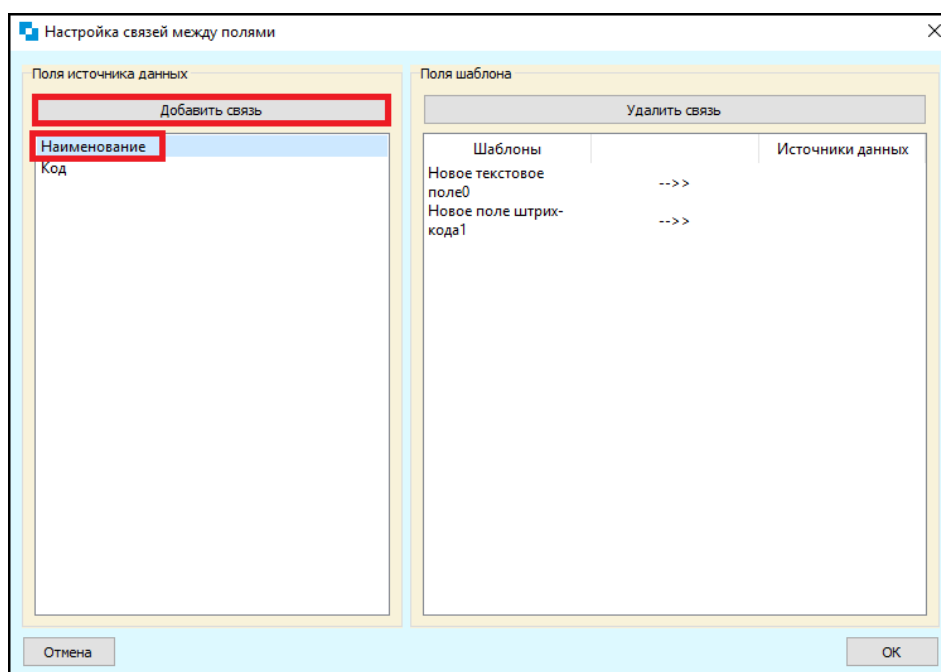 Настройка связей между полями
Поля источника данных
Добавить связь
Наименование
Код
Поля шаблона
Удалить связь
Шаблоны Источники данных
Новое текстовое
поле0
-->>
Новое поле штрих-
кода1
-->>
Отмена
OK